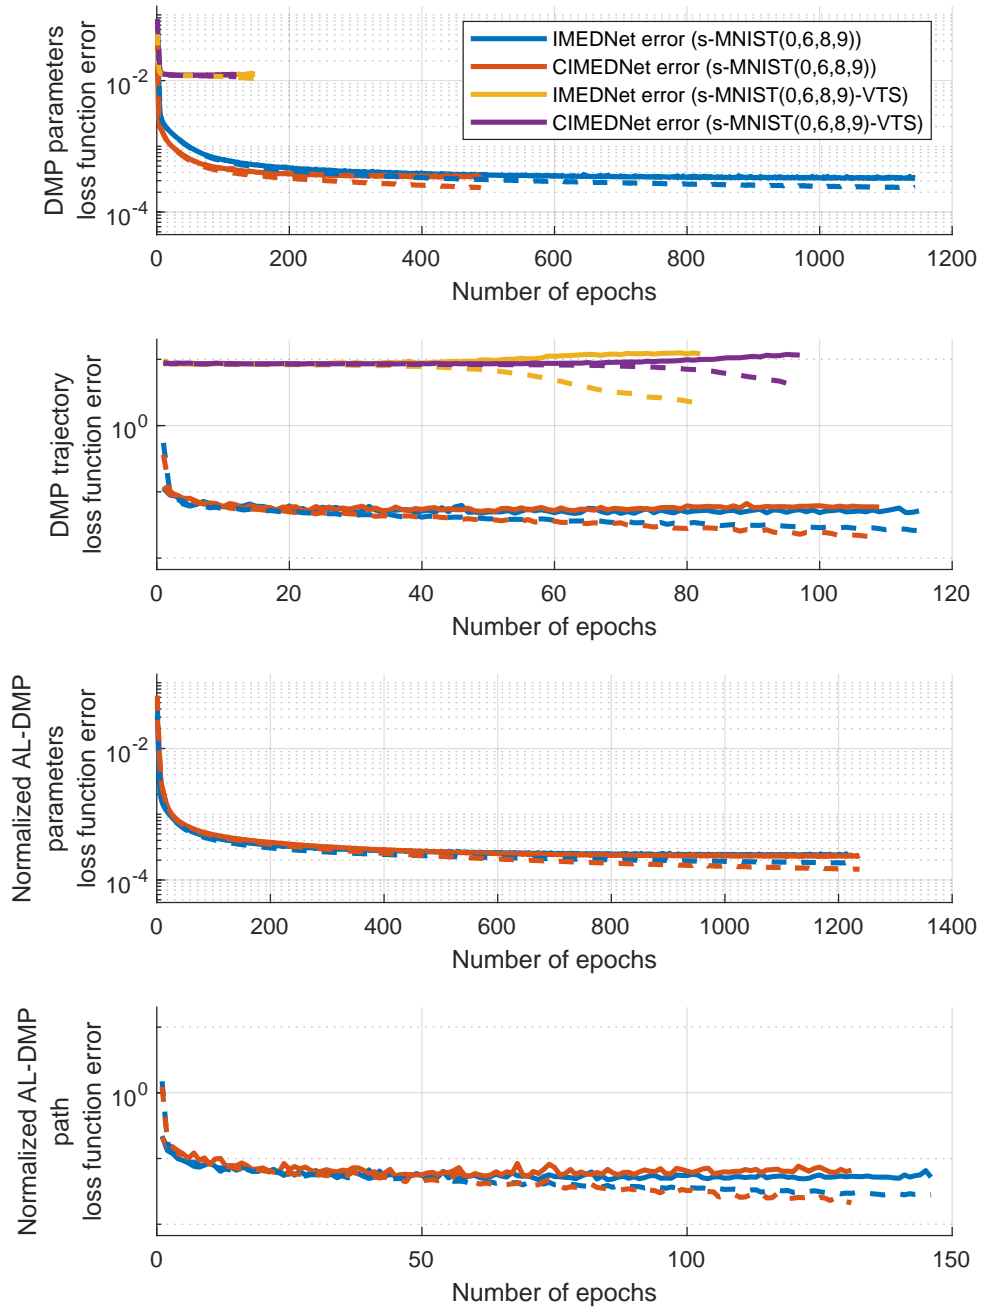 DMP parameters
loss function error
10^-2
10^-4
IMEDNet error (s-MNIST(0,6,8,9))
CIMEDNet error (s-MNIST(0,6,8,9))
IMEDNet error (s-MNIST(0,6,8,9)-VTS)
CIMEDNet error (s-MNIST(0,6,8,9)-VTS)
0 200 400 600 800 1000 1200
Number of epochs
DMP trajectory
loss function error
10^0
0 20 40 60 80 100 120
Number of epochs
Normalized AL-DMP
parameters
loss function error
10^-2
10^-4
0 200 400 600 800 1000 1200 1400
Number of epochs
Normalized AL-DMP
path
loss function error
10^0
0 50 100 150
Number of epochs